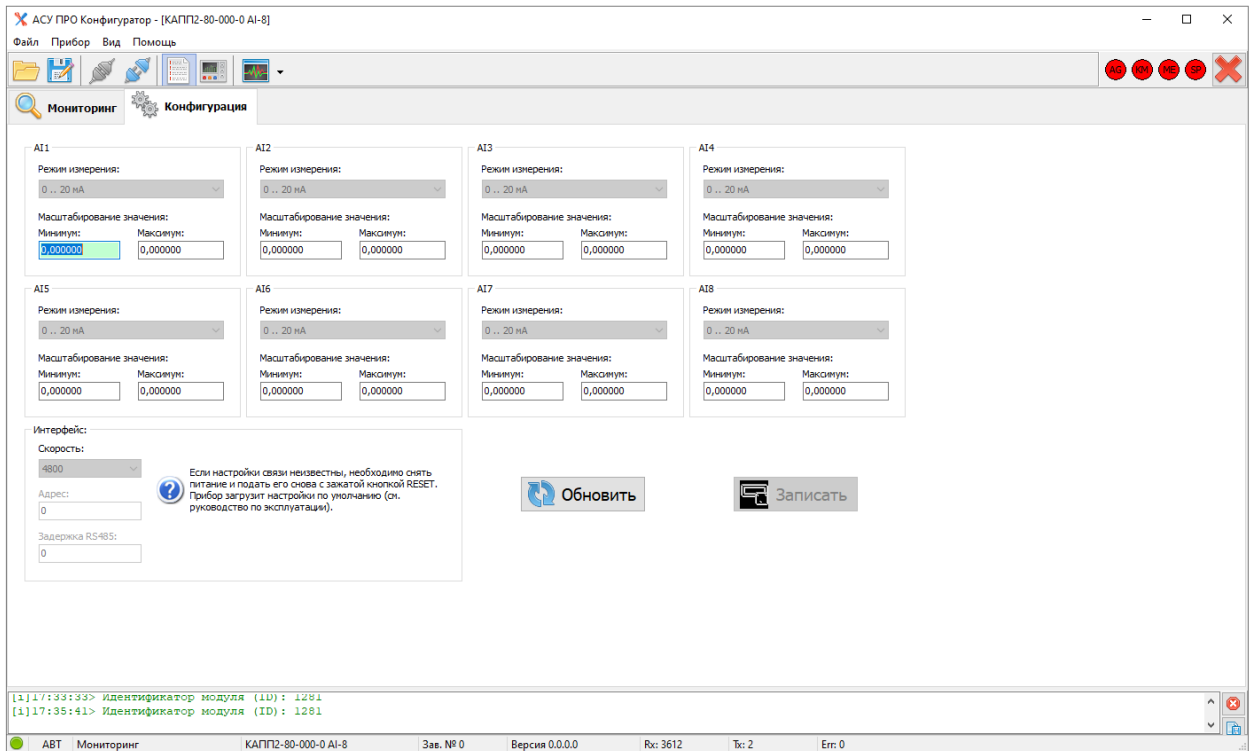 АСУ ПРО Конфигуратор - [КАПП2-80-000-0 AI-8]
Файл Прибор Вид Помощь
AG KM ME SP
Мониторинг Конфигурация
AI1 AI2 AI3 AI4
Режим измерения: Режим измерения: Режим измерения: Режим измерения:
0 .. 20 мА 0 .. 20 мА 0 .. 20 мА 0 .. 20 мА
Масштабирование значения: Масштабирование значения: Масштабирование значения: Масштабирование значения:
Минимум: Максимум: Минимум: Максимум: Минимум: Максимум: Минимум: Максимум:
0,000000 0,000000 0,000000 0,000000 0,000000 0,000000 0,000000 0,000000
AI5 AI6 AI7 AI8
Режим измерения: Режим измерения: Режим измерения: Режим измерения:
0 .. 20 мА 0 .. 20 мА 0 .. 20 мА 0 .. 20 мА
Масштабирование значения: Масштабирование значения: Масштабирование значения: Масштабирование значения:
Минимум: Максимум: Минимум: Максимум: Минимум: Максимум: Минимум: Максимум:
0,000000 0,000000 0,000000 0,000000 0,000000 0,000000 0,000000 0,000000
Интерфейс:
Скорость:
4800
Адрес:
0
Задержка RS485:
0
Если настройки связи неизвестны, необходимо снять
питание и подать его снова с зажатой кнопкой RESET.
Прибор загрузит настройки по умолчанию (см.
руководство по эксплуатации).
Обновить Записать
[i]17:33:33> Идентификатор модуля (ID): 1281
[i]17:35:41> Идентификатор модуля (ID): 1281
АВТ Мониторинг КАПП2-80-000-0 AI-8 Зав. № 0 Версия 0.0.0.0 Rx: 3612 Tx: 2 Err: 0